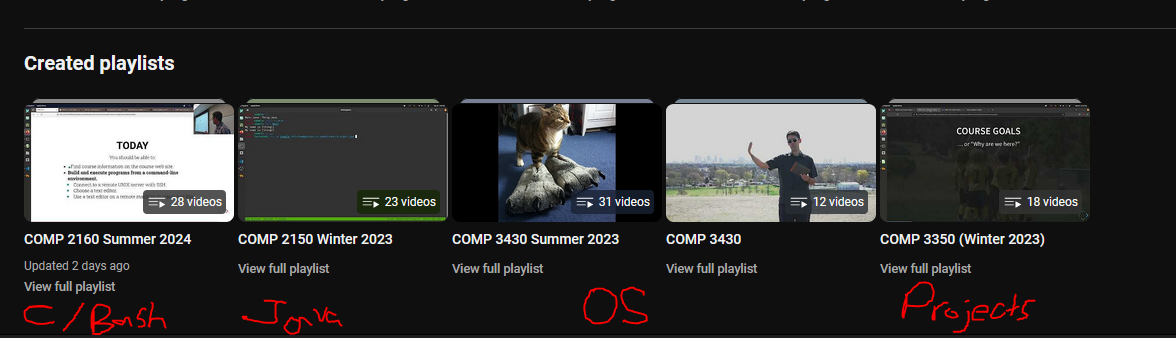 Created playlists
TODAY
You should be able to:
Find course information on the course web site.
Build and execute programs from a command-line
environment.
Connect to a remote UNIX server with SSH.
Choose a text editor.
Use a text editor on a remote
28 videos
23 videos
31 videos
12 videos
COURSE GOALS
... or "Why are we here?"
18 videos
COMP 2160 Summer 2024
COMP 2150 Winter 2023
COMP 3430 Summer 2023
COMP 3430
COMP 3350 (Winter 2023)
Updated 2 days ago
View full playlist
View full playlist
View full playlist
View full playlist
View full playlist
C/Bash
Java
OS
Projects